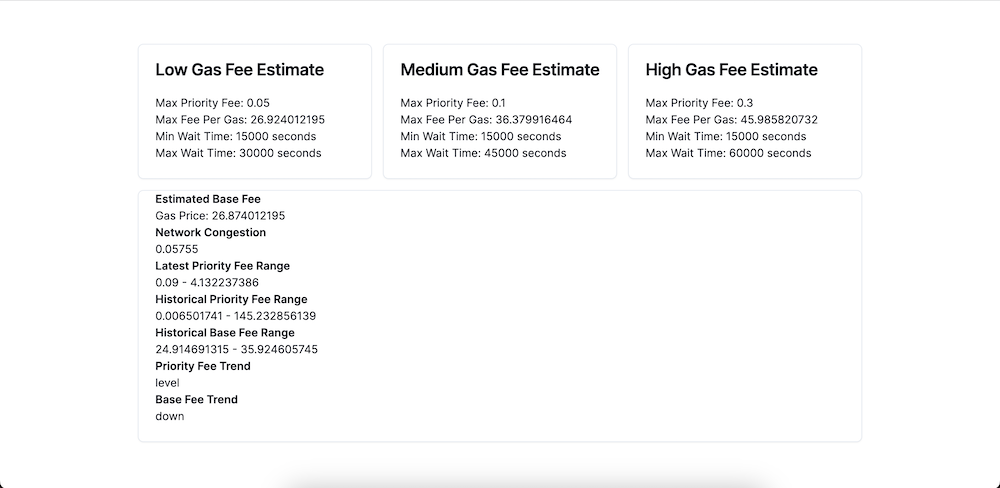 Low Gas Fee Estimate
Max Priority Fee: 0.05
Max Fee Per Gas: 26.924012195
Min Wait Time: 15000 seconds
Max Wait Time: 30000 seconds
Medium Gas Fee Estimate
Max Priority Fee: 0.1
Max Fee Per Gas: 36.379916464
Min Wait Time: 15000 seconds
Max Wait Time: 45000 seconds
High Gas Fee Estimate
Max Priority Fee: 0.3
Max Fee Per Gas: 45.985820732
Min Wait Time: 15000 seconds
Max Wait Time: 60000 seconds
Estimated Base Fee
Gas Price: 26.874012195
Network Congestion
0.05755
Latest Priority Fee Range
0.09 - 4.132237386
Historical Priority Fee Range
0.006501741 - 145.232856139
Historical Base Fee Range
24.914691315 - 35.924605745
Priority Fee Trend
level
Base Fee Trend
down